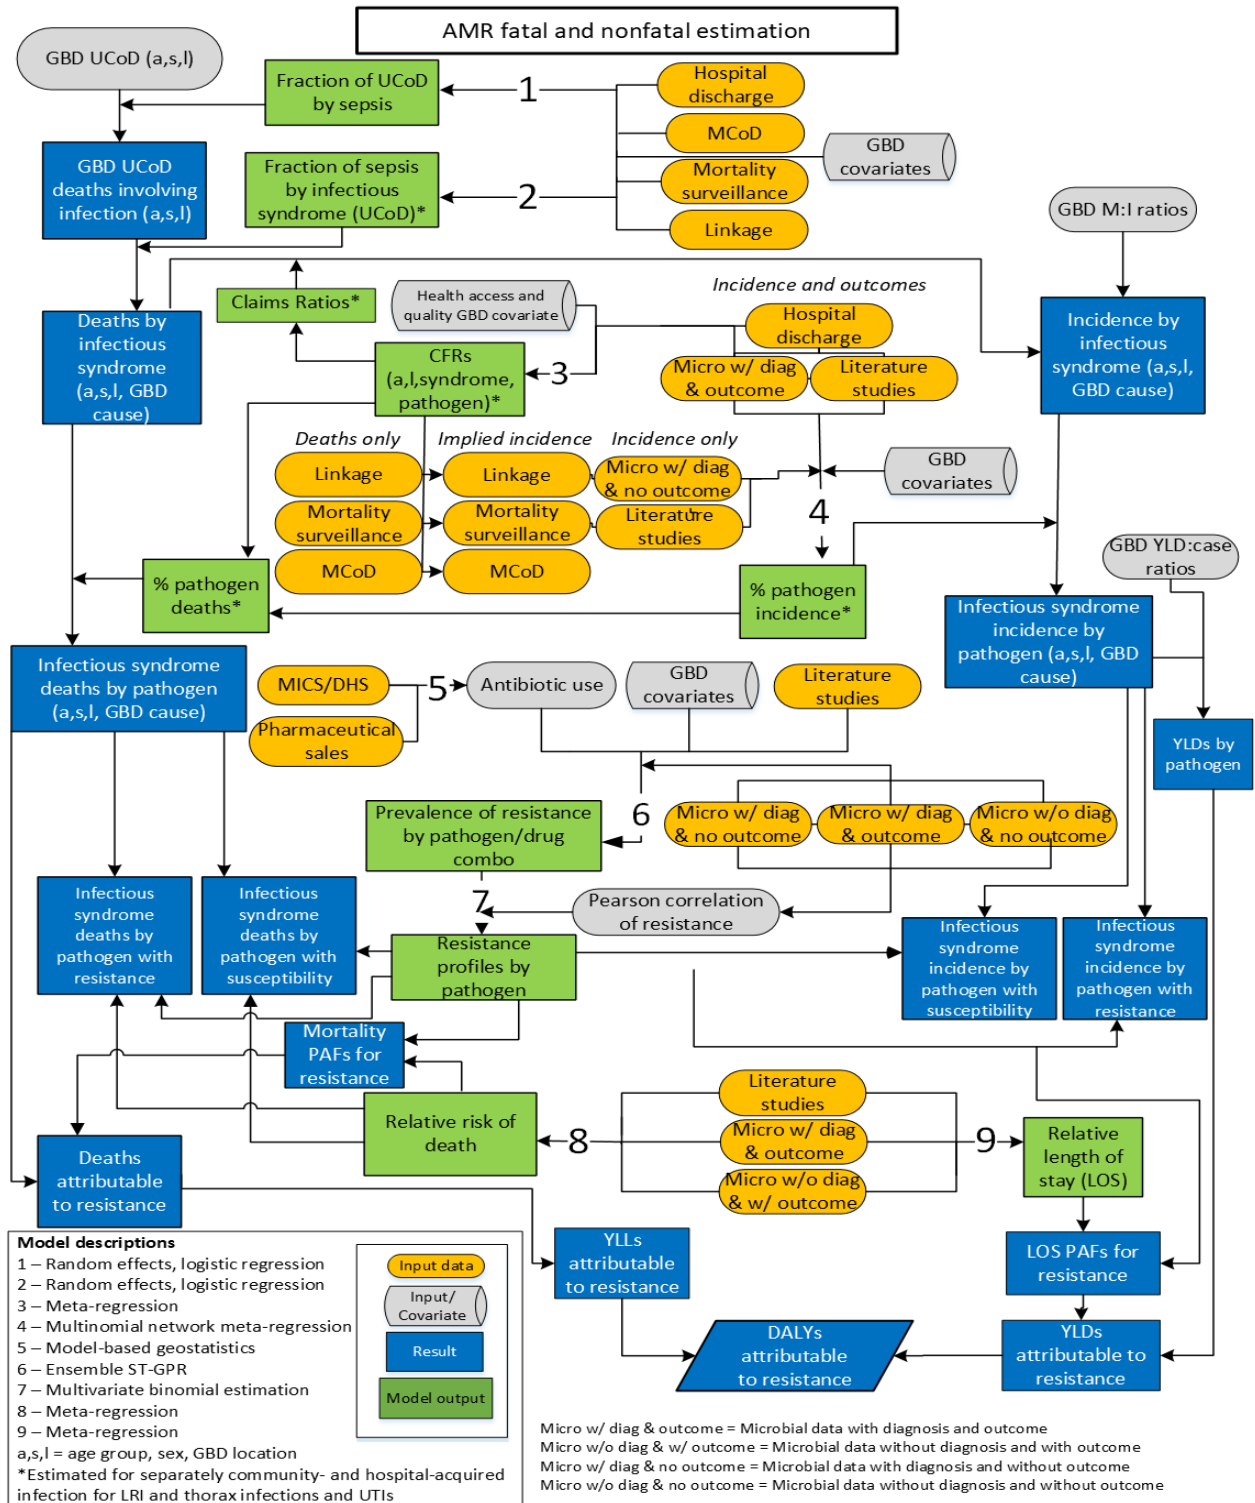 AMR fatal and nonfatal estimation
GBD UCoD (a,s,l)
Fraction of UCoD
by sepsis
1
Hospital
discharge
MCoD
GBD
covariates
Mortality
surveillance
Linkage
GBD UCoD
deaths involving
infection (a,s,l)
Fraction of sepsis
by infectious
syndrome (UCoD)*
2
GBD M:I ratios
Claims Ratios*
Health access and
quality GBD covariate
Incidence and outcomes
Hospital
discharge
Deaths by
infectious
syndrome
(a,s,l, GBD
cause)
CFRs
(a,l,syndrome,
pathogen)*
3
Micro w/ diag
& outcome
Literature
studies
Incidence by
infectious
syndrome (a,s,l,
GBD cause)
Deaths only
Implied incidence
Incidence only
Linkage
Linkage
Micro w/ diag
& no outcome
GBD
covariates
Mortality
surveillance
Mortality
surveillance
Literature
studies
4
MCoD
MCoD
GBD YLD:case
ratios
% pathogen
deaths*
% pathogen
incidence*
Infectious syndrome
incidence by
pathogen (a,s,l, GBD
cause)
Infectious syndrome
deaths by pathogen
(a,s,l, GBD cause)
MICS/DHS
5
Antibiotic use
GBD
covariates
Literature
studies
Pharmaceutical
sales
YLDs by
pathogen
Prevalence of resistance
by pathogen/drug
combo
6
Micro w/ diag
& no outcome
Micro w/ diag
& outcome
Micro w/o diag
& no outcome
Infectious
syndrome
deaths by
pathogen with
resistance
Infectious
syndrome
deaths by
pathogen with
susceptibility
7
Pearson correlation
of resistance
Resistance
profiles by
pathogen
Infectious
syndrome
incidence by
pathogen with
susceptibility
Infectious
syndrome
incidence by
pathogen with
resistance
Mortality
PAFs for
resistance
Relative risk of
death
8
Literature
studies
Micro w/ diag
& outcome
Micro w/o diag
& w/ outcome
9
Relative
length of
stay (LOS)
Deaths
attributable
to resistance
YLLs
attributable
to resistance
LOS PAFs for
resistance
DALYs
attributable
to resistance
YLDs
attributable to
resistance
Model descriptions
1 – Random effects, logistic regression
2 – Random effects, logistic regression
3 – Meta-regression
4 – Multinomial network meta-regression
5 – Model-based geostatistics
6 – Ensemble ST-GPR
7 – Multivariate binomial estimation
8 – Meta-regression
9 – Meta-regression
a,s,l = age group, sex, GBD location
*Estimated for separately community- and hospital-acquired
infection for LRI and thorax infections and UTIs
Input data
Input/
Covariate
Result
Model output
Micro w/ diag & outcome = Microbial data with diagnosis and outcome
Micro w/o diag & w/ outcome = Microbial data without diagnosis and with outcome
Micro w/ diag & no outcome = Microbial data with diagnosis and without outcome
Micro w/o diag & no outcome = Microbial data without diagnosis and without outcome